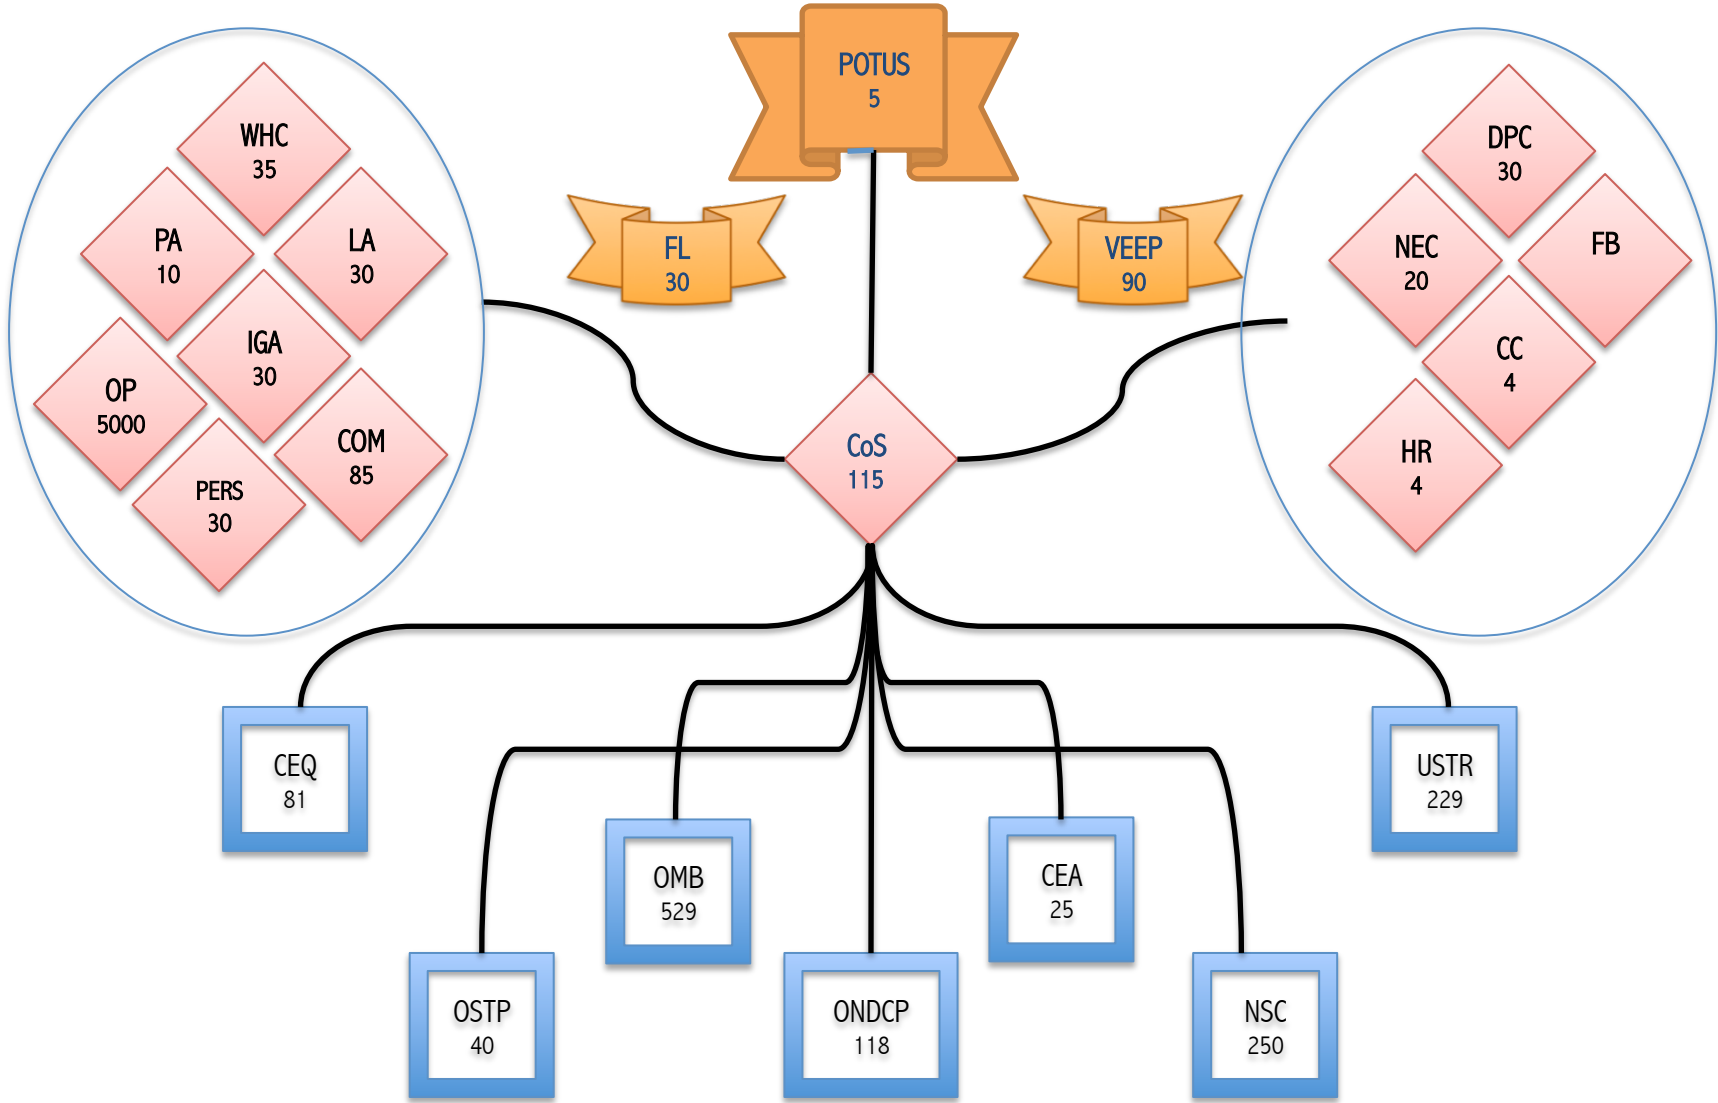 POTUS
5
WHC
35
PA
10
LA
30
IGA
30
OP
5000
COM
85
PERS
30
FL
30
VEEP
90
DPC
30
NEC
20
FB
CC
4
HR
4
CoS
115
CEQ
81
USTR
229
OMB
529
CEA
25
OSTP
40
ONDCP
118
NSC
250